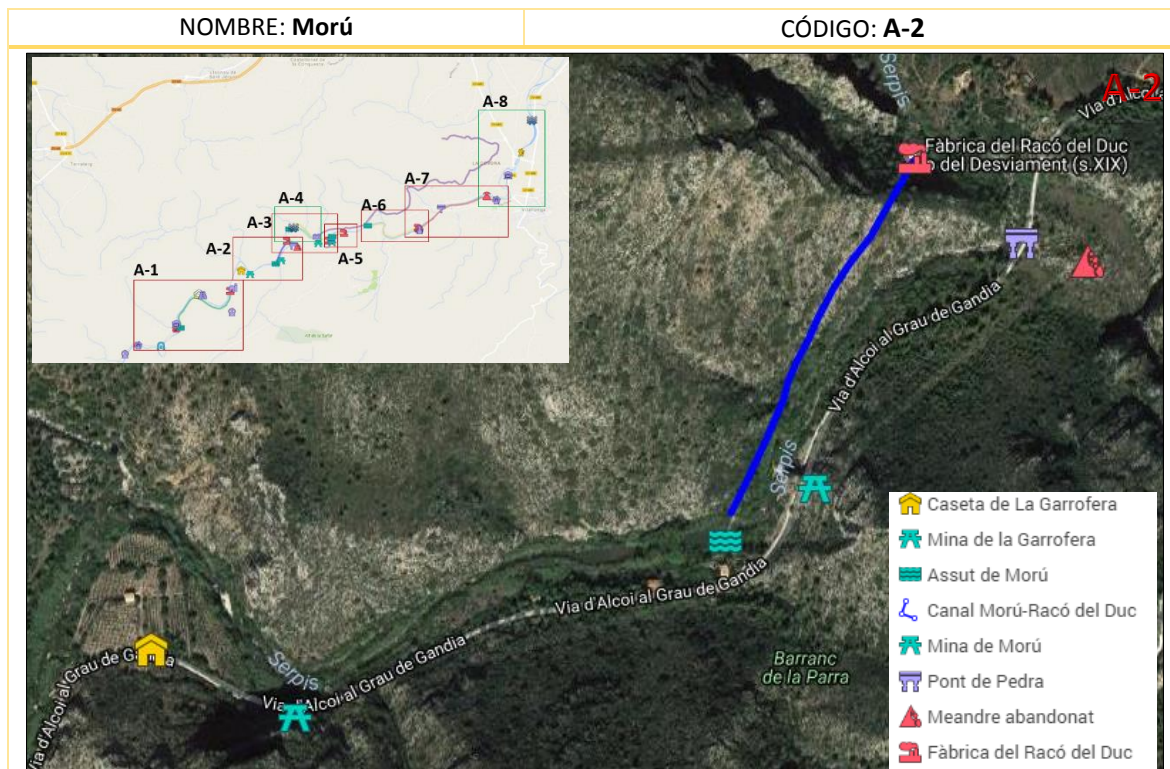 NOMBRE: Morú
CÓDIGO: A-2
A-2
A-8
A-7
A-4
A-6
A-3
A-2
A-5
A-1
Serpis
Via d'Alcoi
Fàbrica del Racó del Duc
o del Desviament (s.XIX)
Via d'Alcoi al Grau de Gandia
Serpis
Via d'Alcoi al Grau de Gandia
Barranc
de la Parra
Serpis
Via d'Alcoi al Grau de Gandia
Via d'Alcoi al Grau de Gandia
Caseta de La Garrofera
Mina de la Garrofera
Assut de Morú
Canal Morú-Racó del Duc
Mina de Morú
Pont de Pedra
Meandre abandonat
Fàbrica del Racó del Duc